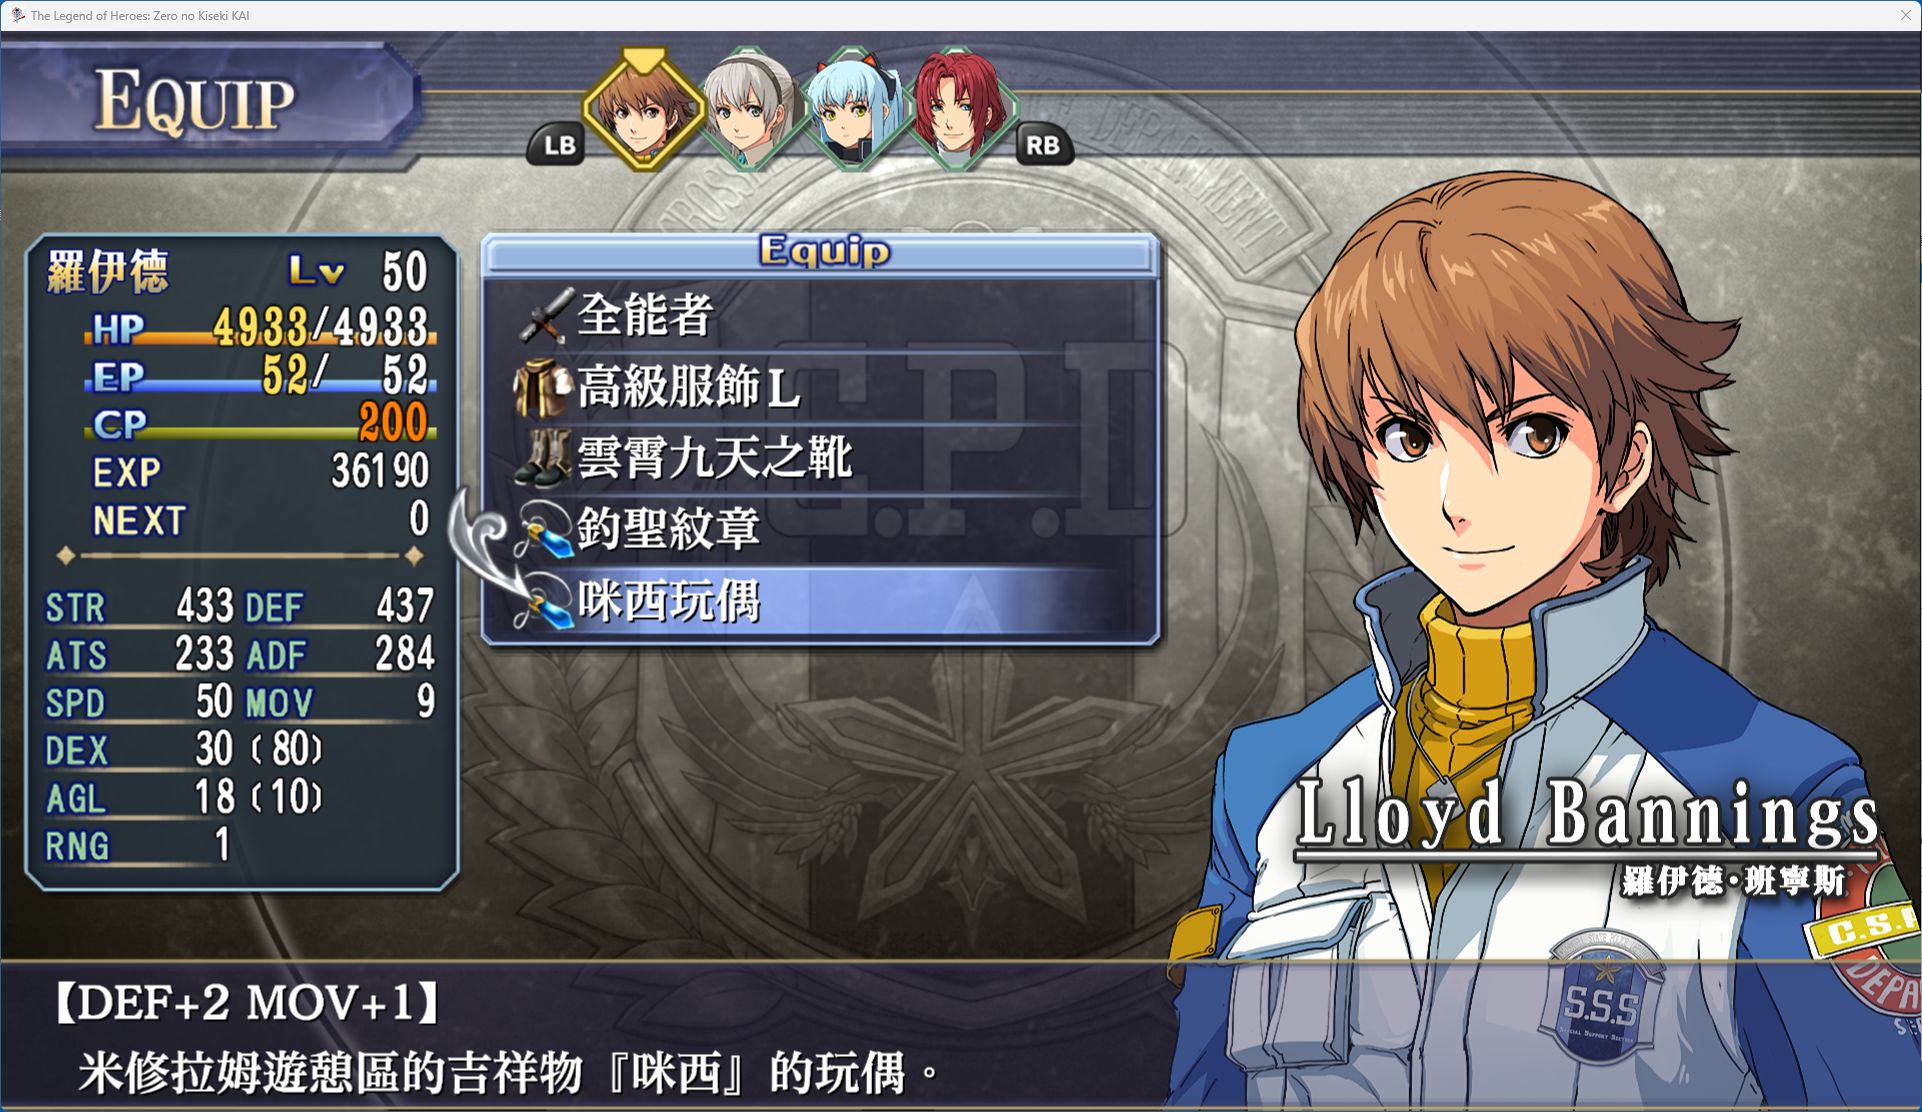 The Legend of Heroes: Zero no Kiseki KAI
EQUIP
LB
RB
羅伊德 Lv 50
HP 4933/4933
EP 52/ 52
CP 200
EXP 36190
NEXT 0
STR 433 DEF 437
ATS 233 ADF 284
SPD 50 MOV 9
DEX 30 (80)
AGL 18 (10)
RNG 1
Equip
全能者
高級服飾L
雲霄九天之靴
釣聖紋章
咪西玩偶
C.P.D
Lloyd Bannings
羅伊德·班寧斯
C.S.P
DEPA
S.S.S
SPECIAL SUPPORT SECTION
【DEF+2 MOV+1】
米修拉姆遊憩區的吉祥物『咪西』的玩偶。